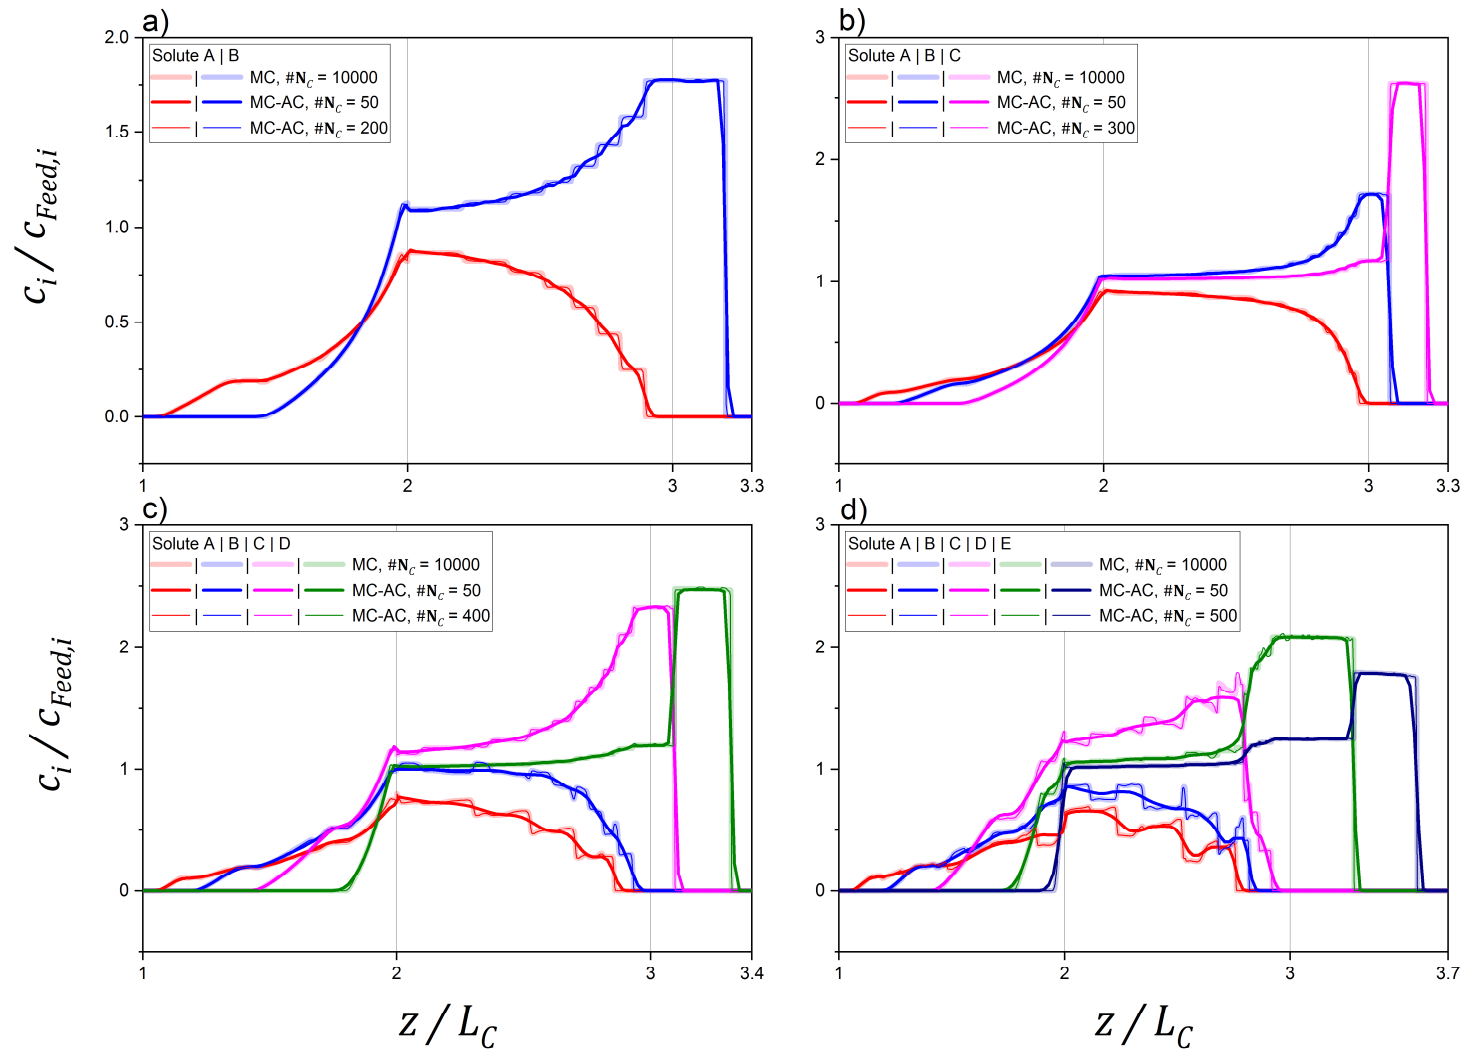 a)
2.0
1.5
1.0
0.5
0.0
Solute A | B
| MC, #N_C = 10000
| MC-AC, #N_C = 50
| MC-AC, #N_C = 200
1 2 3 3.3
b)
3
2
1
0
Solute A | B | C
| | MC, #N_C = 10000
| | MC-AC, #N_C = 50
| | MC-AC, #N_C = 300
1 2 3 3.3
c_i / c_{Feed,i}
c)
3
2
1
0
Solute A | B | C | D
| | | MC, #N_C = 10000
| | | MC-AC, #N_C = 50
| | | MC-AC, #N_C = 400
1 2 3 3.4
d)
3
2
1
0
Solute A | B | C | D | E
| | | | MC, #N_C = 10000
| | | | MC-AC, #N_C = 50
| | | | MC-AC, #N_C = 500
1 2 3 3.7
c_i / c_{Feed,i}
z / L_C
z / L_C